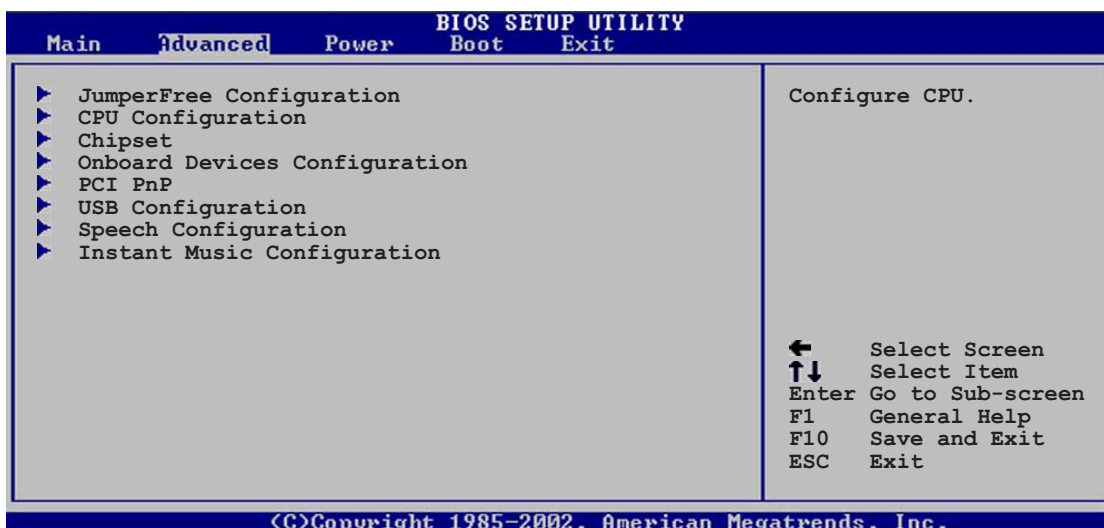 BIOS SETUP UTILITY
Main Advanced Power Boot Exit
JumperFree Configuration
CPU Configuration
Chipset
Onboard Devices Configuration
PCI PnP
USB Configuration
Speech Configuration
Instant Music Configuration
Configure CPU.
← Select Screen
↑↓ Select Item
Enter Go to Sub-screen
F1 General Help
F10 Save and Exit
ESC Exit
(C)Copyright 1985-2002, American Megatrends, Inc.